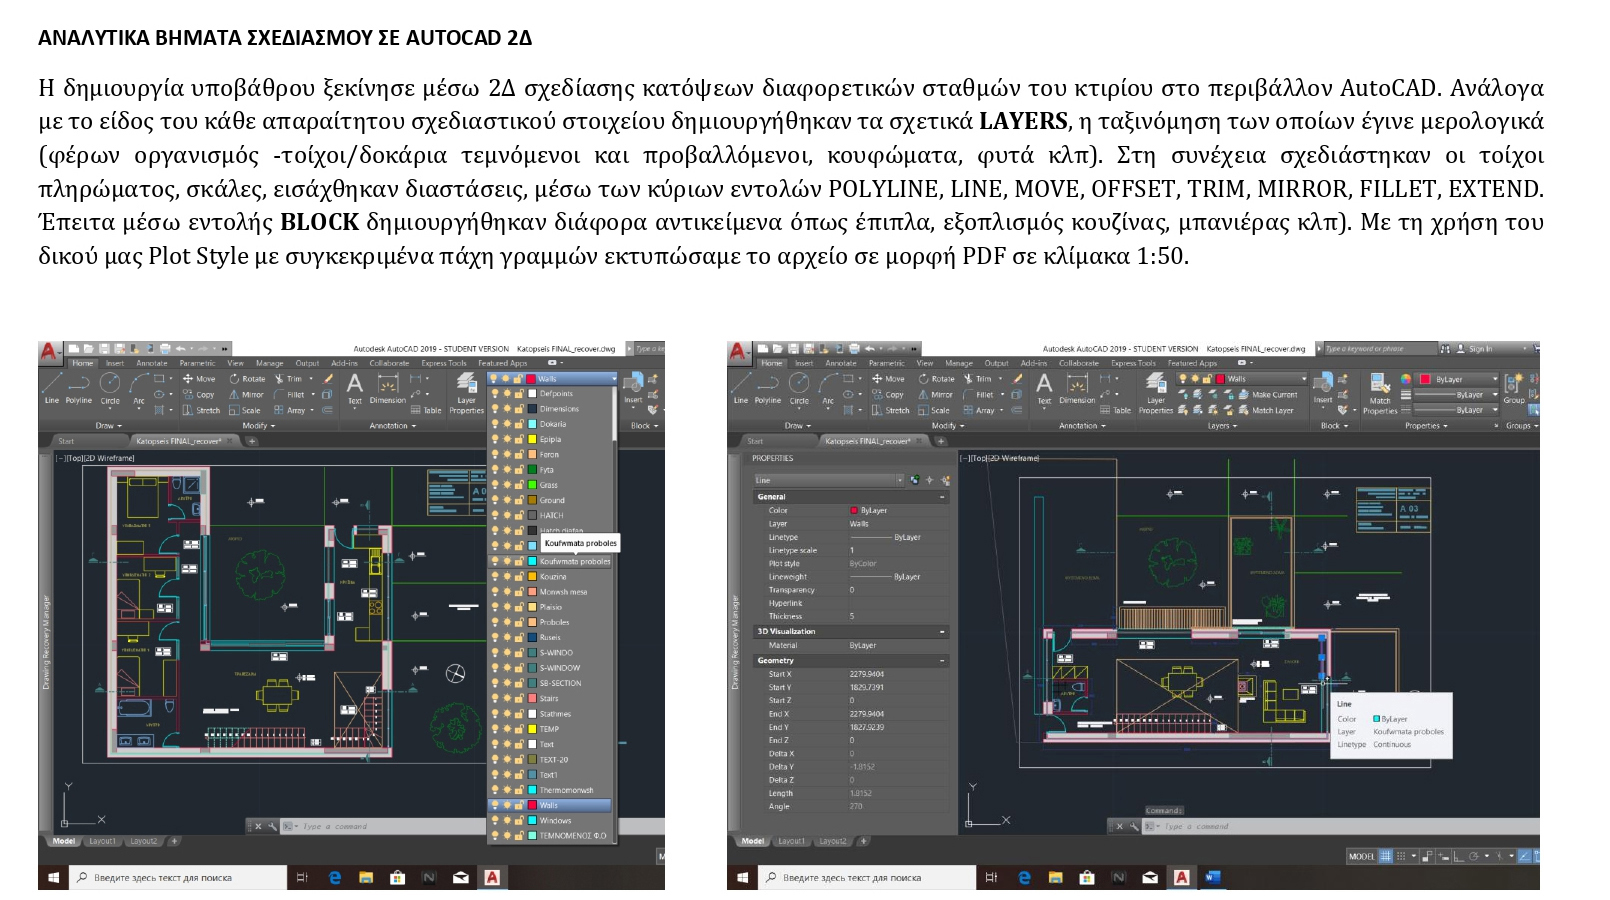 ΑΝΑΛΥΤΙΚΑ ΒΗΜΑΤΑ ΣΧΕΔΙΑΣΜΟΥ ΣΕ AUTOCAD 2Δ
Η δημιουργία υποβάθρου ξεκίνησε μέσω 2Δ σχεδίασης κατόψεων διαφορετικών σταθμών του κτιρίου στο περιβάλλον AutoCAD. Ανάλογα
με το είδος του κάθε απαραίτητου σχεδιαστικού στοιχείου δημιουργήθηκαν τα σχετικά LAYERS, η ταξινόμηση των οποίων έγινε μερολογικά
(φέρων οργανισμός -τοίχοι/δοκάρια τεμνόμενοι και προβαλλόμενοι, κουφώματα, φυτά κλπ). Στη συνέχεια σχεδιάστηκαν οι τοίχοι
πληρώματος, σκάλες, εισάχθηκαν διαστάσεις, μέσω των κύριων εντολών POLYLINE, LINE, MOVE, OFFSET, TRIM, MIRROR, FILLET, EXTEND.
Έπειτα μέσω εντολής BLOCK δημιουργήθηκαν διάφορα αντικείμενα όπως έπιπλα, εξοπλισμός κουζίνας, μπανιέρας κλπ). Με τη χρήση του
δικού μας Plot Style με συγκεκριμένα πάχη γραμμών εκτυπώσαμε το αρχείο σε μορφή PDF σε κλίμακα 1:50.
Autodesk AutoCAD 2019 - STUDENT VERSION Katopseis FINAL_recover.dwg
Home Insert Annotate Parametric View Manage Output Add-ins Collaborate Express Tools Featured Apps
Move Rotate Trim
Line Polyline Circle Arc Copy Mirror Fillet Text Dimension Layer Properties Insert
Stretch Scale Array Table
Draw Modify Annotation Block
Start Katopseis FINAL_recover*
[−][Top][2D Wireframe]
Walls
Defpoints
Dimensions
Dokaria
Epipla
Feron
Fyta
Grass
Ground
HATCH
Koufwmata proboles
Koufwmata proboles
Kouzina
Monwsh mesa
Plaisio
Proboles
Ruseis
S-WINDO
S-WINDOW
SB-SECTION
Stairs
Stathmes
TEMP
Text
TEXT-20
Text1
Thermomonwsh
Walls
Windows
ΤΕΜΝΟΜΕΝΟΣ Φ.Ο
Drawing Recovery Manager
Y
X
Type a command
Model Layout1 Layout2 +
Введите здесь текст для поиска
Autodesk AutoCAD 2019 - STUDENT VERSION Katopseis FINAL_recover.dwg Type a keyword or phrase Sign In
Home Insert Annotate Parametric View Manage Output Add-ins Collaborate Express Tools Featured Apps
Move Rotate Trim Walls ByLayer
Line Polyline Circle Arc Copy Mirror Fillet Text Dimension Layer Properties Make Current Insert Match Properties ByLayer Group
Stretch Scale Array Table Match Layer ByLayer
Draw Modify Annotation Layers Block Properties Groups
Start Katopseis FINAL_recover*
PROPERTIES
[−][Top][2D Wireframe]
Line
General
Color ByLayer
Layer Walls
Linetype ByLayer
Linetype scale 1
Plot style ByColor
Lineweight ByLayer
Transparency 0
Hyperlink
Thickness 5
3D Visualization
Material ByLayer
Geometry
Start X 2279.9404
Start Y 1829.7391
Start Z 0
End X 2279.9404
End Y 1827.9239
End Z 0
Delta X 0
Delta Y -1.8152
Delta Z 0
Length 1.8152
Angle 270
A 03
Line
Color ByLayer
Layer Koufwmata proboles
Linetype Continuous
Drawing Recovery Manager
Y
X
Command:
Type a command
Model Layout1 Layout2 +
MODEL
Введите здесь текст для поиска